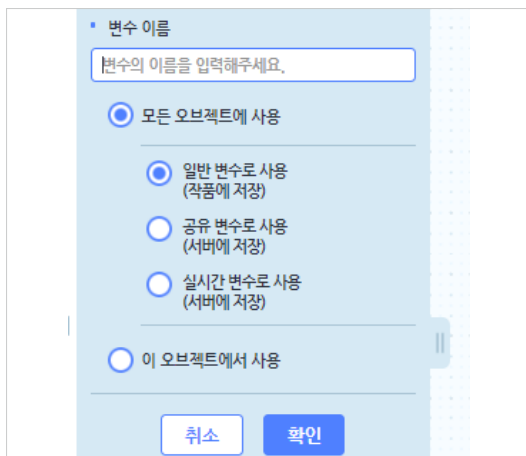 변수 이름
변수의 이름을 입력해주세요.
모든 오브젝트에 사용
일반 변수로 사용
(작품에 저장)
공유 변수로 사용
(서버에 저장)
실시간 변수로 사용
(서버에 저장)
이 오브젝트에서 사용
취소 확인